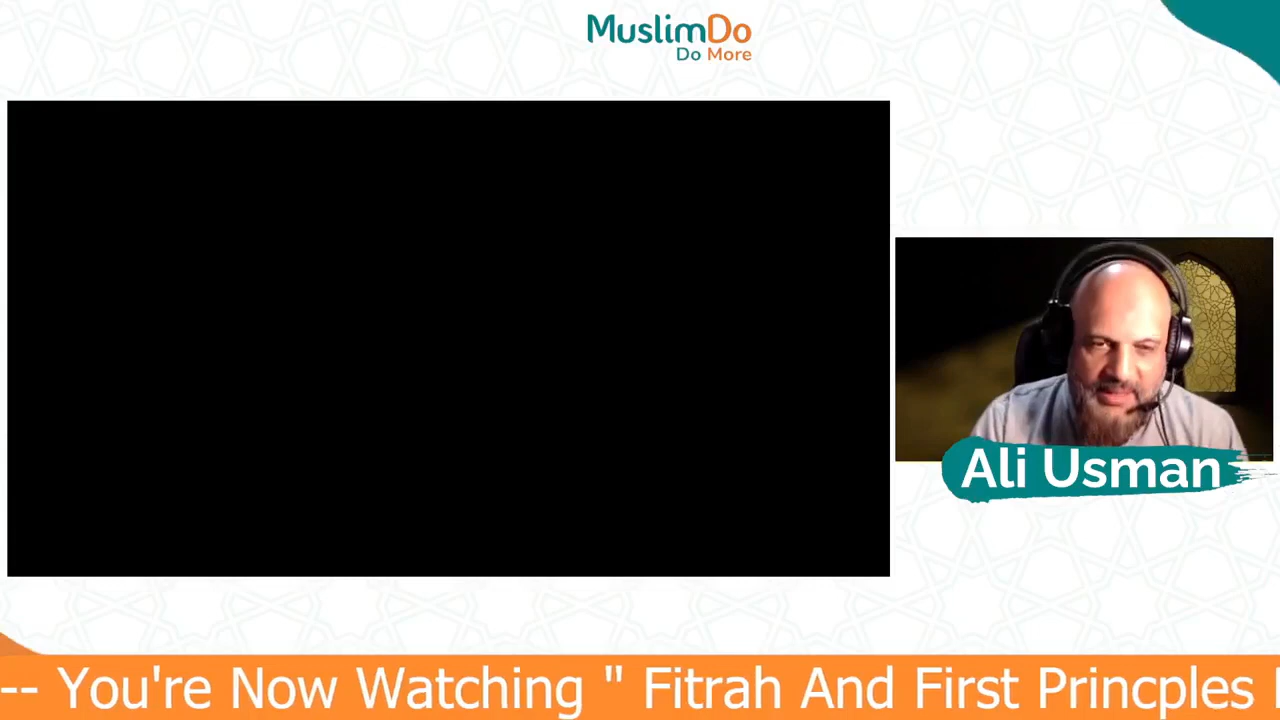 MuslimDo
Do More
Ali Usman
-- You're Now Watching " Fitrah And First Princples